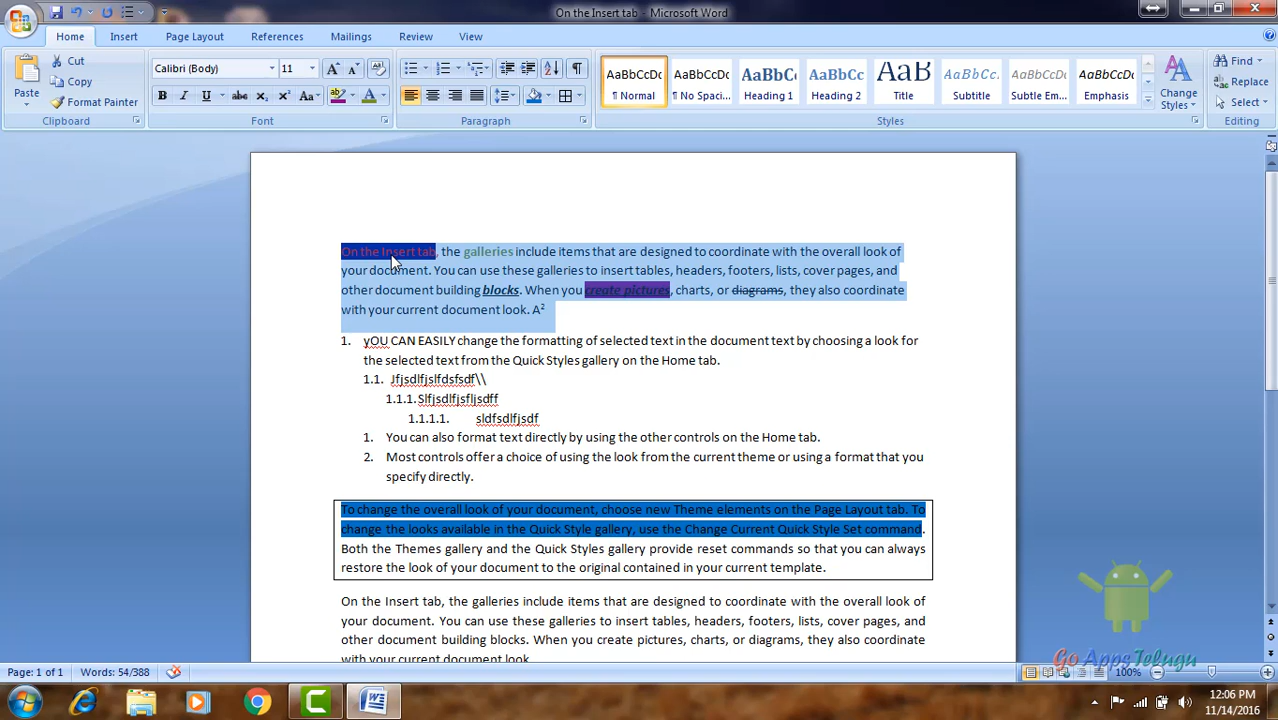 On the Insert tab - Microsoft Word
Home Insert Page Layout References Mailings Review View
Paste
Cut
Copy
Format Painter
Clipboard
Calibri (Body) 11
Font
Paragraph
AaBbCcDc AaBbCcDc AaBbCc AaBbCc AaB AaBbCc. AaBbCcDc AaBbCcDc
¶ Normal ¶ No Spaci... Heading 1 Heading 2 Title Subtitle Subtle Em... Emphasis
Change
Styles
Styles
Find
Replace
Select
Editing
On the Insert tab, the galleries include items that are designed to coordinate with the overall look of
your document. You can use these galleries to insert tables, headers, footers, lists, cover pages, and
other document building blocks. When you create pictures, charts, or diagrams, they also coordinate
with your current document look. A²
1. yOU CAN EASILY change the formatting of selected text in the document text by choosing a look for
the selected text from the Quick Styles gallery on the Home tab.
1.1. Jfjsdlfjslfdsfsdf\\
1.1.1. Slfjsdlfjsfljsdff
1.1.1.1. sldfsdlfjsdf
1. You can also format text directly by using the other controls on the Home tab.
2. Most controls offer a choice of using the look from the current theme or using a format that you
specify directly.
To change the overall look of your document, choose new Theme elements on the Page Layout tab. To
change the looks available in the Quick Style gallery, use the Change Current Quick Style Set command.
Both the Themes gallery and the Quick Styles gallery provide reset commands so that you can always
restore the look of your document to the original contained in your current template.
On the Insert tab, the galleries include items that are designed to coordinate with the overall look of
your document. You can use these galleries to insert tables, headers, footers, lists, cover pages, and
other document building blocks. When you create pictures, charts, or diagrams, they also coordinate
with your current document look.
Go Apps Telugu
Page: 1 of 1 Words: 54/388 100%
12:06 PM
11/14/2016